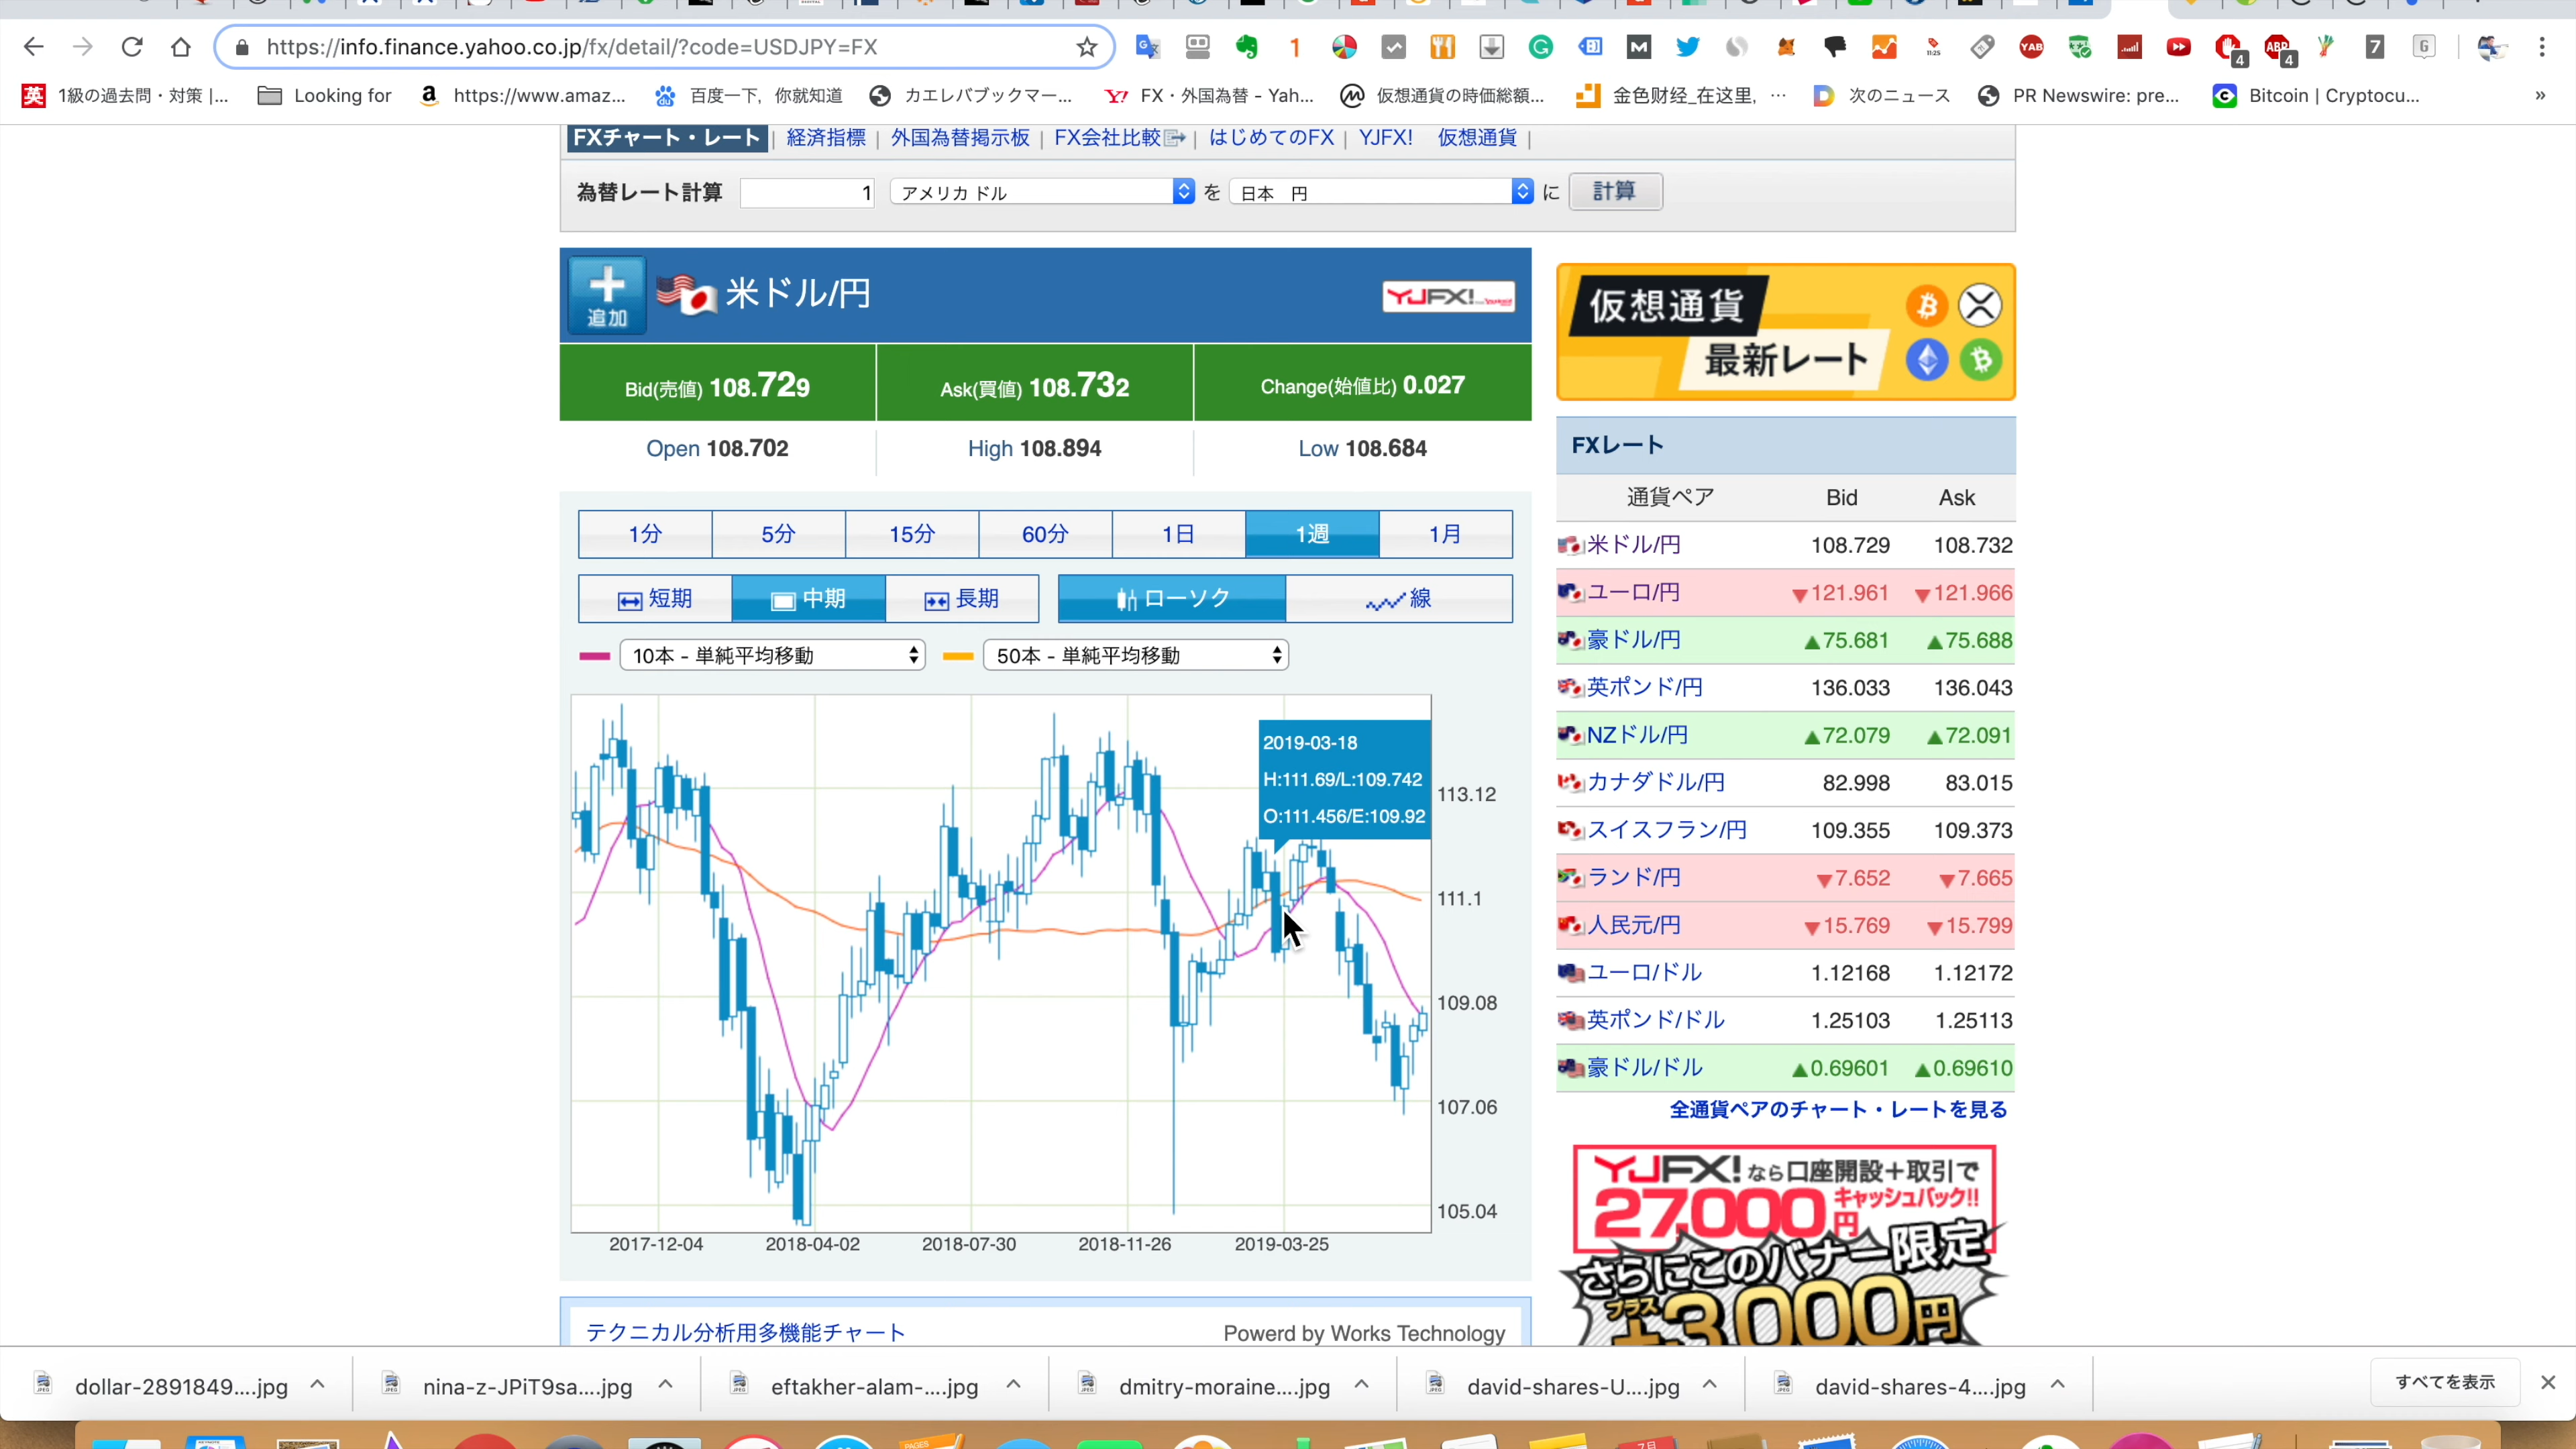 https://info.finance.yahoo.co.jp/fx/detail/?code=USDJPY=FX
1級の過去問・対策 |...
Looking for
https://www.amaz...
百度一下，你就知道
カエレバブックマー...
FX・外国為替 - Yah...
仮想通貨の時価総額...
金色财经_在这里，...
次のニュース
PR Newswire: pre...
Bitcoin | Cryptocu...
»
FXチャート・レート | 経済指標 | 外国為替掲示板 | FX会社比較 | はじめてのFX | YJFX! 仮想通貨 |
為替レート計算 1 アメリカ ドル を 日本 円 に 計算
追加
米ドル/円
YJFX!
Bid(売値) 108.729
Ask(買値) 108.732
Change(始値比) 0.027
Open 108.702
High 108.894
Low 108.684
1分 5分 15分 60分 1日 1週 1月
短期 中期 長期 ローソク 線
10本 - 単純平均移動
50本 - 単純平均移動
2019-03-18
H:111.69/L:109.742
O:111.456/E:109.92
113.12
111.1
109.08
107.06
105.04
2017-12-04 2018-04-02 2018-07-30 2018-11-26 2019-03-25
テクニカル分析用多機能チャート
Powerd by Works Technology
仮想通貨
最新レート
FXレート
通貨ペア Bid Ask
米ドル/円 108.729 108.732
ユーロ/円 ▼121.961 ▼121.966
豪ドル/円 ▲75.681 ▲75.688
英ポンド/円 136.033 136.043
NZドル/円 ▲72.079 ▲72.091
カナダドル/円 82.998 83.015
スイスフラン/円 109.355 109.373
ランド/円 ▼7.652 ▼7.665
人民元/円 ▼15.769 ▼15.799
ユーロ/ドル 1.12168 1.12172
英ポンド/ドル 1.25103 1.25113
豪ドル/ドル ▲0.69601 ▲0.69610
全通貨ペアのチャート・レートを見る
YJFX!なら口座開設＋取引で
27000円キャッシュバック!!
さらにこのバナー限定
プラス
+3,000円
dollar-2891849....jpg
nina-z-JPiT9sa....jpg
eftakher-alam-....jpg
dmitry-moraine....jpg
david-shares-U....jpg
david-shares-4....jpg
すべてを表示